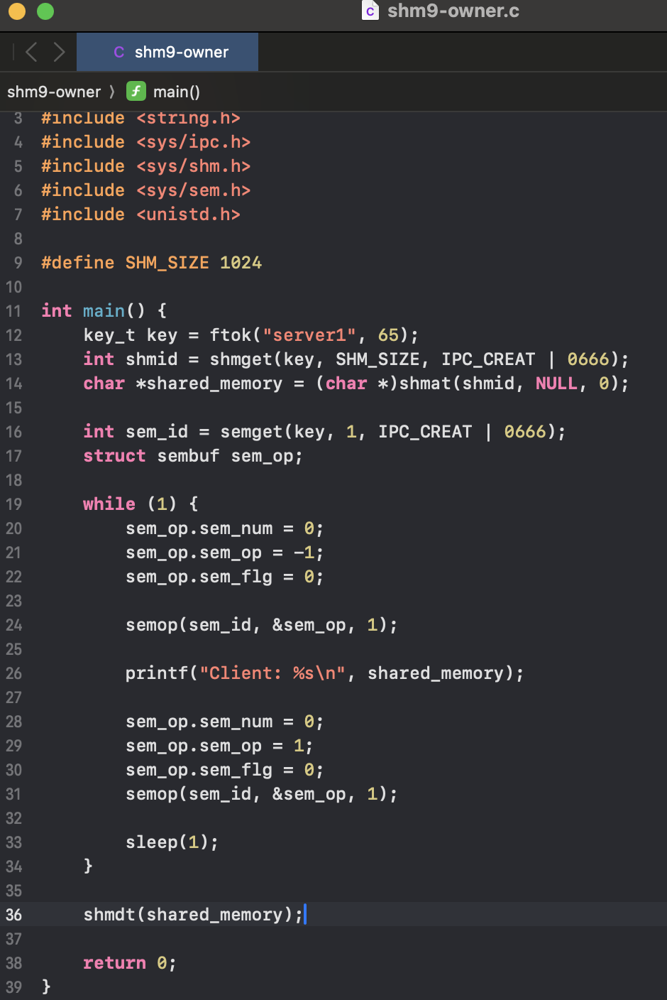 C shm9-owner.c
C shm9-owner
shm9-owner 〉 f main()
3 #include <string.h>
4 #include <sys/ipc.h>
5 #include <sys/shm.h>
6 #include <sys/sem.h>
7 #include <unistd.h>
8
9 #define SHM_SIZE 1024
10
11 int main() {
12     key_t key = ftok("server1", 65);
13     int shmid = shmget(key, SHM_SIZE, IPC_CREAT | 0666);
14     char *shared_memory = (char *)shmat(shmid, NULL, 0);
15
16     int sem_id = semget(key, 1, IPC_CREAT | 0666);
17     struct sembuf sem_op;
18
19     while (1) {
20         sem_op.sem_num = 0;
21         sem_op.sem_op = -1;
22         sem_op.sem_flg = 0;
23
24         semop(sem_id, &sem_op, 1);
25
26         printf("Client: %s\n", shared_memory);
27
28         sem_op.sem_num = 0;
29         sem_op.sem_op = 1;
30         sem_op.sem_flg = 0;
31         semop(sem_id, &sem_op, 1);
32
33         sleep(1);
34     }
35
36     shmdt(shared_memory);
37
38     return 0;
39 }